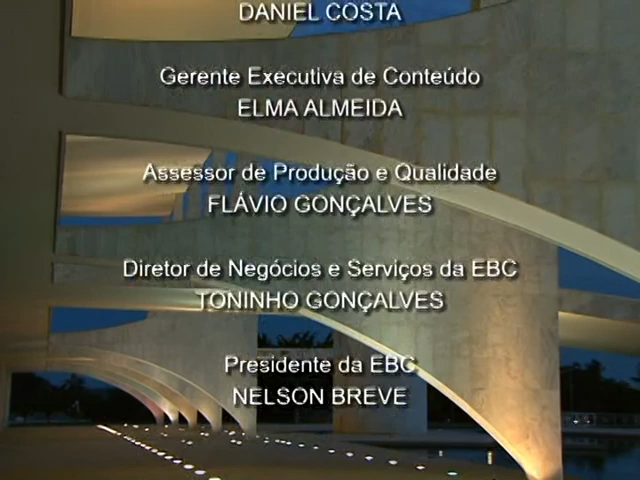 DANIEL COSTA
Gerente Executiva de Conteúdo
ELMA ALMEIDA
Assessor de Produção e Qualidade
FLÁVIO GONÇALVES
Diretor de Negócios e Serviços da EBC
TONINHO GONÇALVES
Presidente da EBC
NELSON BREVE